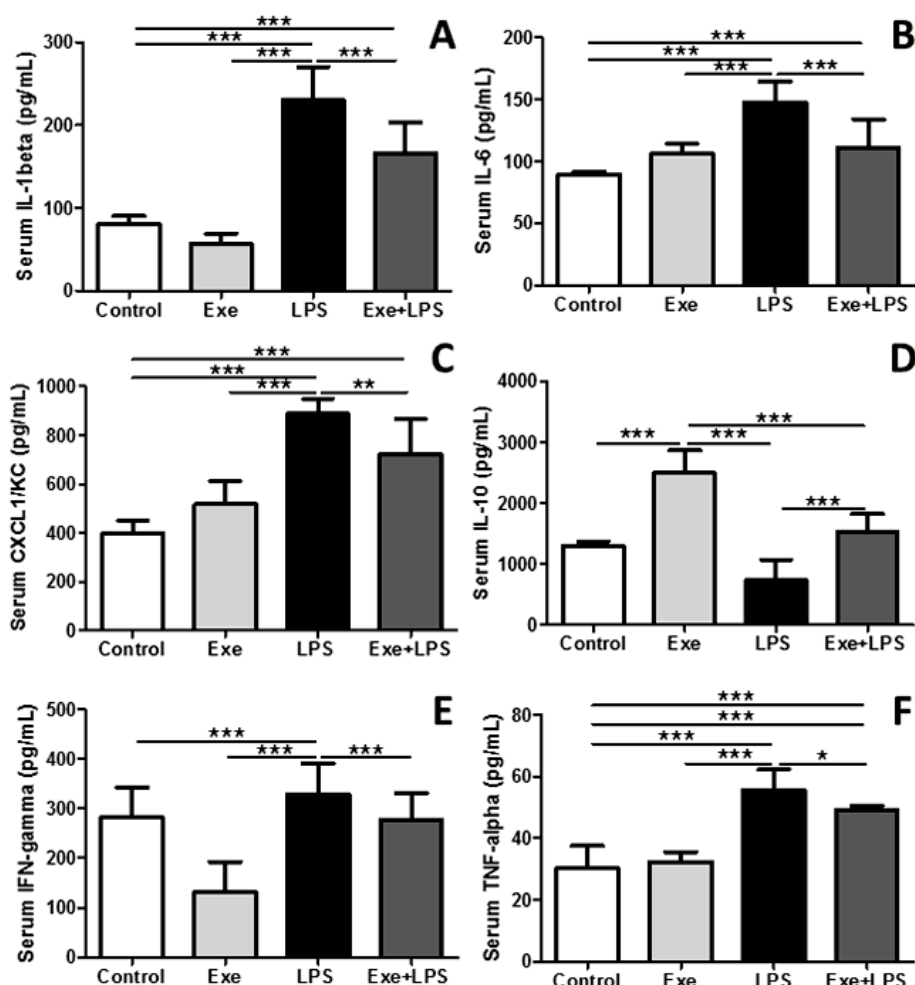 A
***
***
*** ***
Serum IL-1beta (pg/mL)
300
200
100
0
Control Exe LPS Exe+LPS
B
***
***
*** ***
Serum IL-6 (pg/mL)
200
150
100
50
0
Control Exe LPS Exe+LPS
C
***
***
*** **
Serum CXCL1/KC (pg/mL)
1000
800
600
400
200
0
Control Exe LPS Exe+LPS
D
***
*** ***
***
Serum IL-10 (pg/mL)
4000
3000
2000
1000
0
Control Exe LPS Exe+LPS
E
***
*** ***
Serum IFN-gamma (pg/mL)
500
400
300
200
100
0
Control Exe LPS Exe+LPS
F
***
***
***
*** *
Serum TNF-alpha (pg/mL)
80
60
40
20
0
Control Exe LPS Exe+LPS